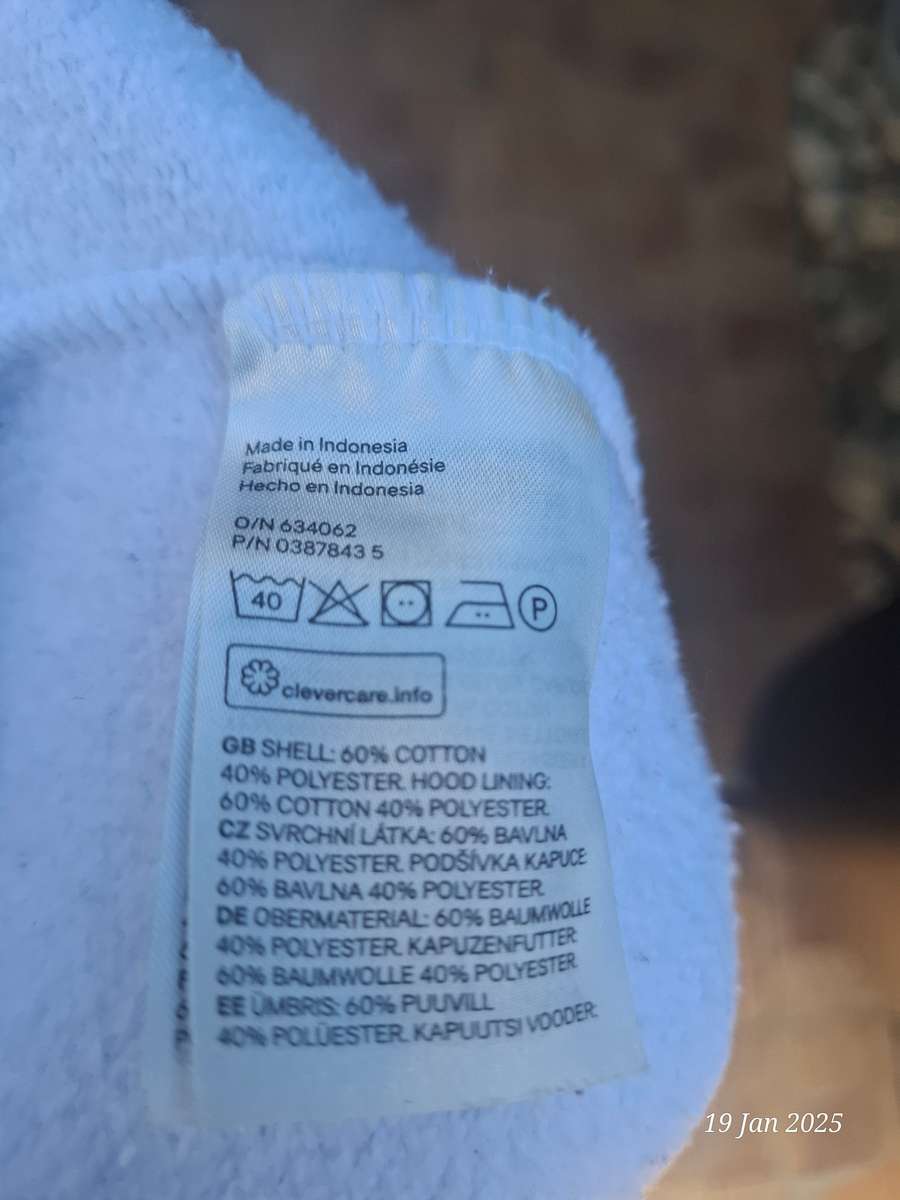 Made in Indonesia
Fabriqué en Indonésie
Hecho en Indonesia
O/N 634062
P/N 0387843 5
40 P
clevercare.info
GB SHELL: 60% COTTON
40% POLYESTER. HOOD LINING:
60% COTTON 40% POLYESTER.
CZ SVRCHNÍ LÁTKA: 60% BAVLNA
40% POLYESTER. PODŠÍVKA KAPUCE:
60% BAVLNA 40% POLYESTER.
DE OBERMATERIAL: 60% BAUMWOLLE
40% POLYESTER. KAPUZENFUTTER:
60% BAUMWOLLE 40% POLYESTER.
EE ÜMBRIS: 60% PUUVILL
40% POLÜESTER. KAPUUTSI VOODER:
19 Jan 2025